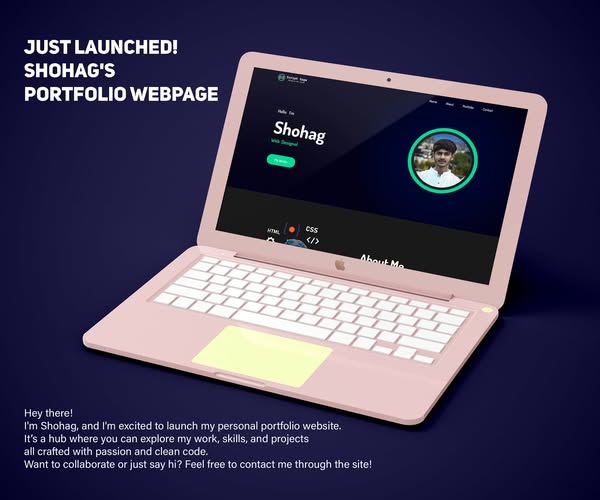 JUST LAUNCHED!
SHOHAG'S
PORTFOLIO WEBPAGE
Home About Portfolio Contact
Hello I'm
Shohag
Web Designer
HTML
CSS
</>
About Me
Hey there!
I'm Shohag, and I'm excited to launch my personal portfolio website.
It's a hub where you can explore my work, skills, and projects
all crafted with passion and clean code.
Want to collaborate or just say hi? Feel free to contact me through the site!